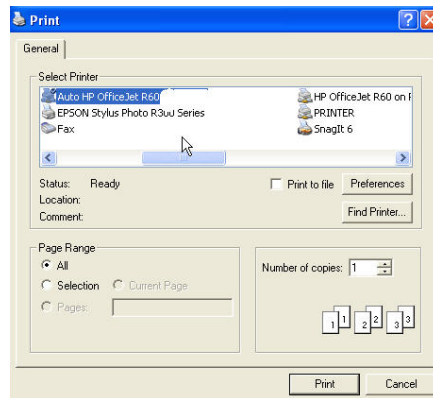 Print
General
Select Printer
Auto HP OfficeJet R60
HP OfficeJet R60 on
EPSON Stylus Photo R300 Series
PRINTER
Fax
SnagIt 6
Status: Ready
Print to file
Preferences
Location:
Comment:
Find Printer...
Page Range
All
Number of copies: 1
Selection
Current Page
Pages:
1 1 2 2 3 3
Print
Cancel